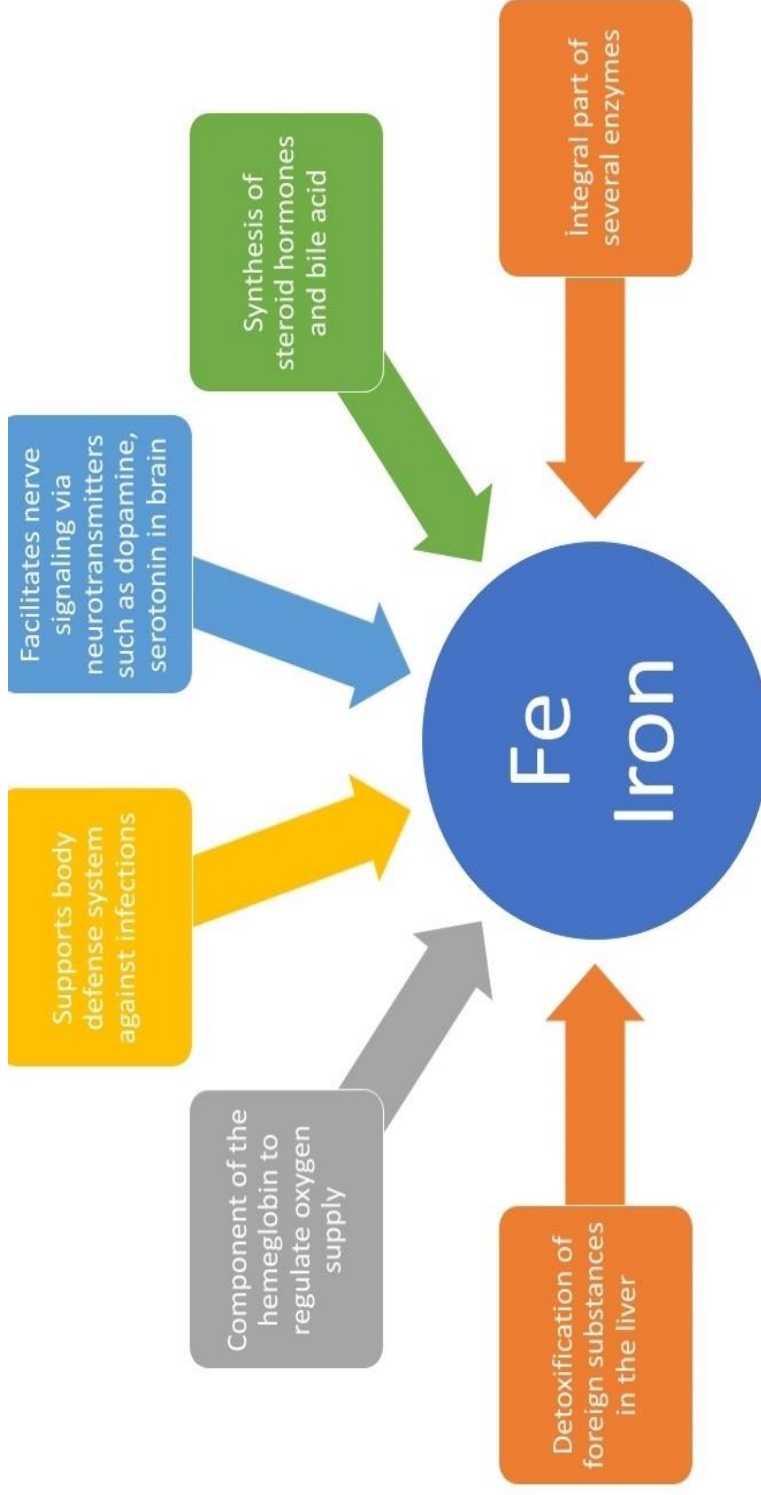 Supports body
defense system
against infections
Facilitates nerve
signaling via
neurotransmitters
such as dopamine,
serotonin in brain
Component of the
hemeglobin to
regulate oxygen
supply
Synthesis of
steroid hormones
and bile acid
Detoxification of
foreign substances
in the liver
Fe
Iron
İntegral part of
several enzymes